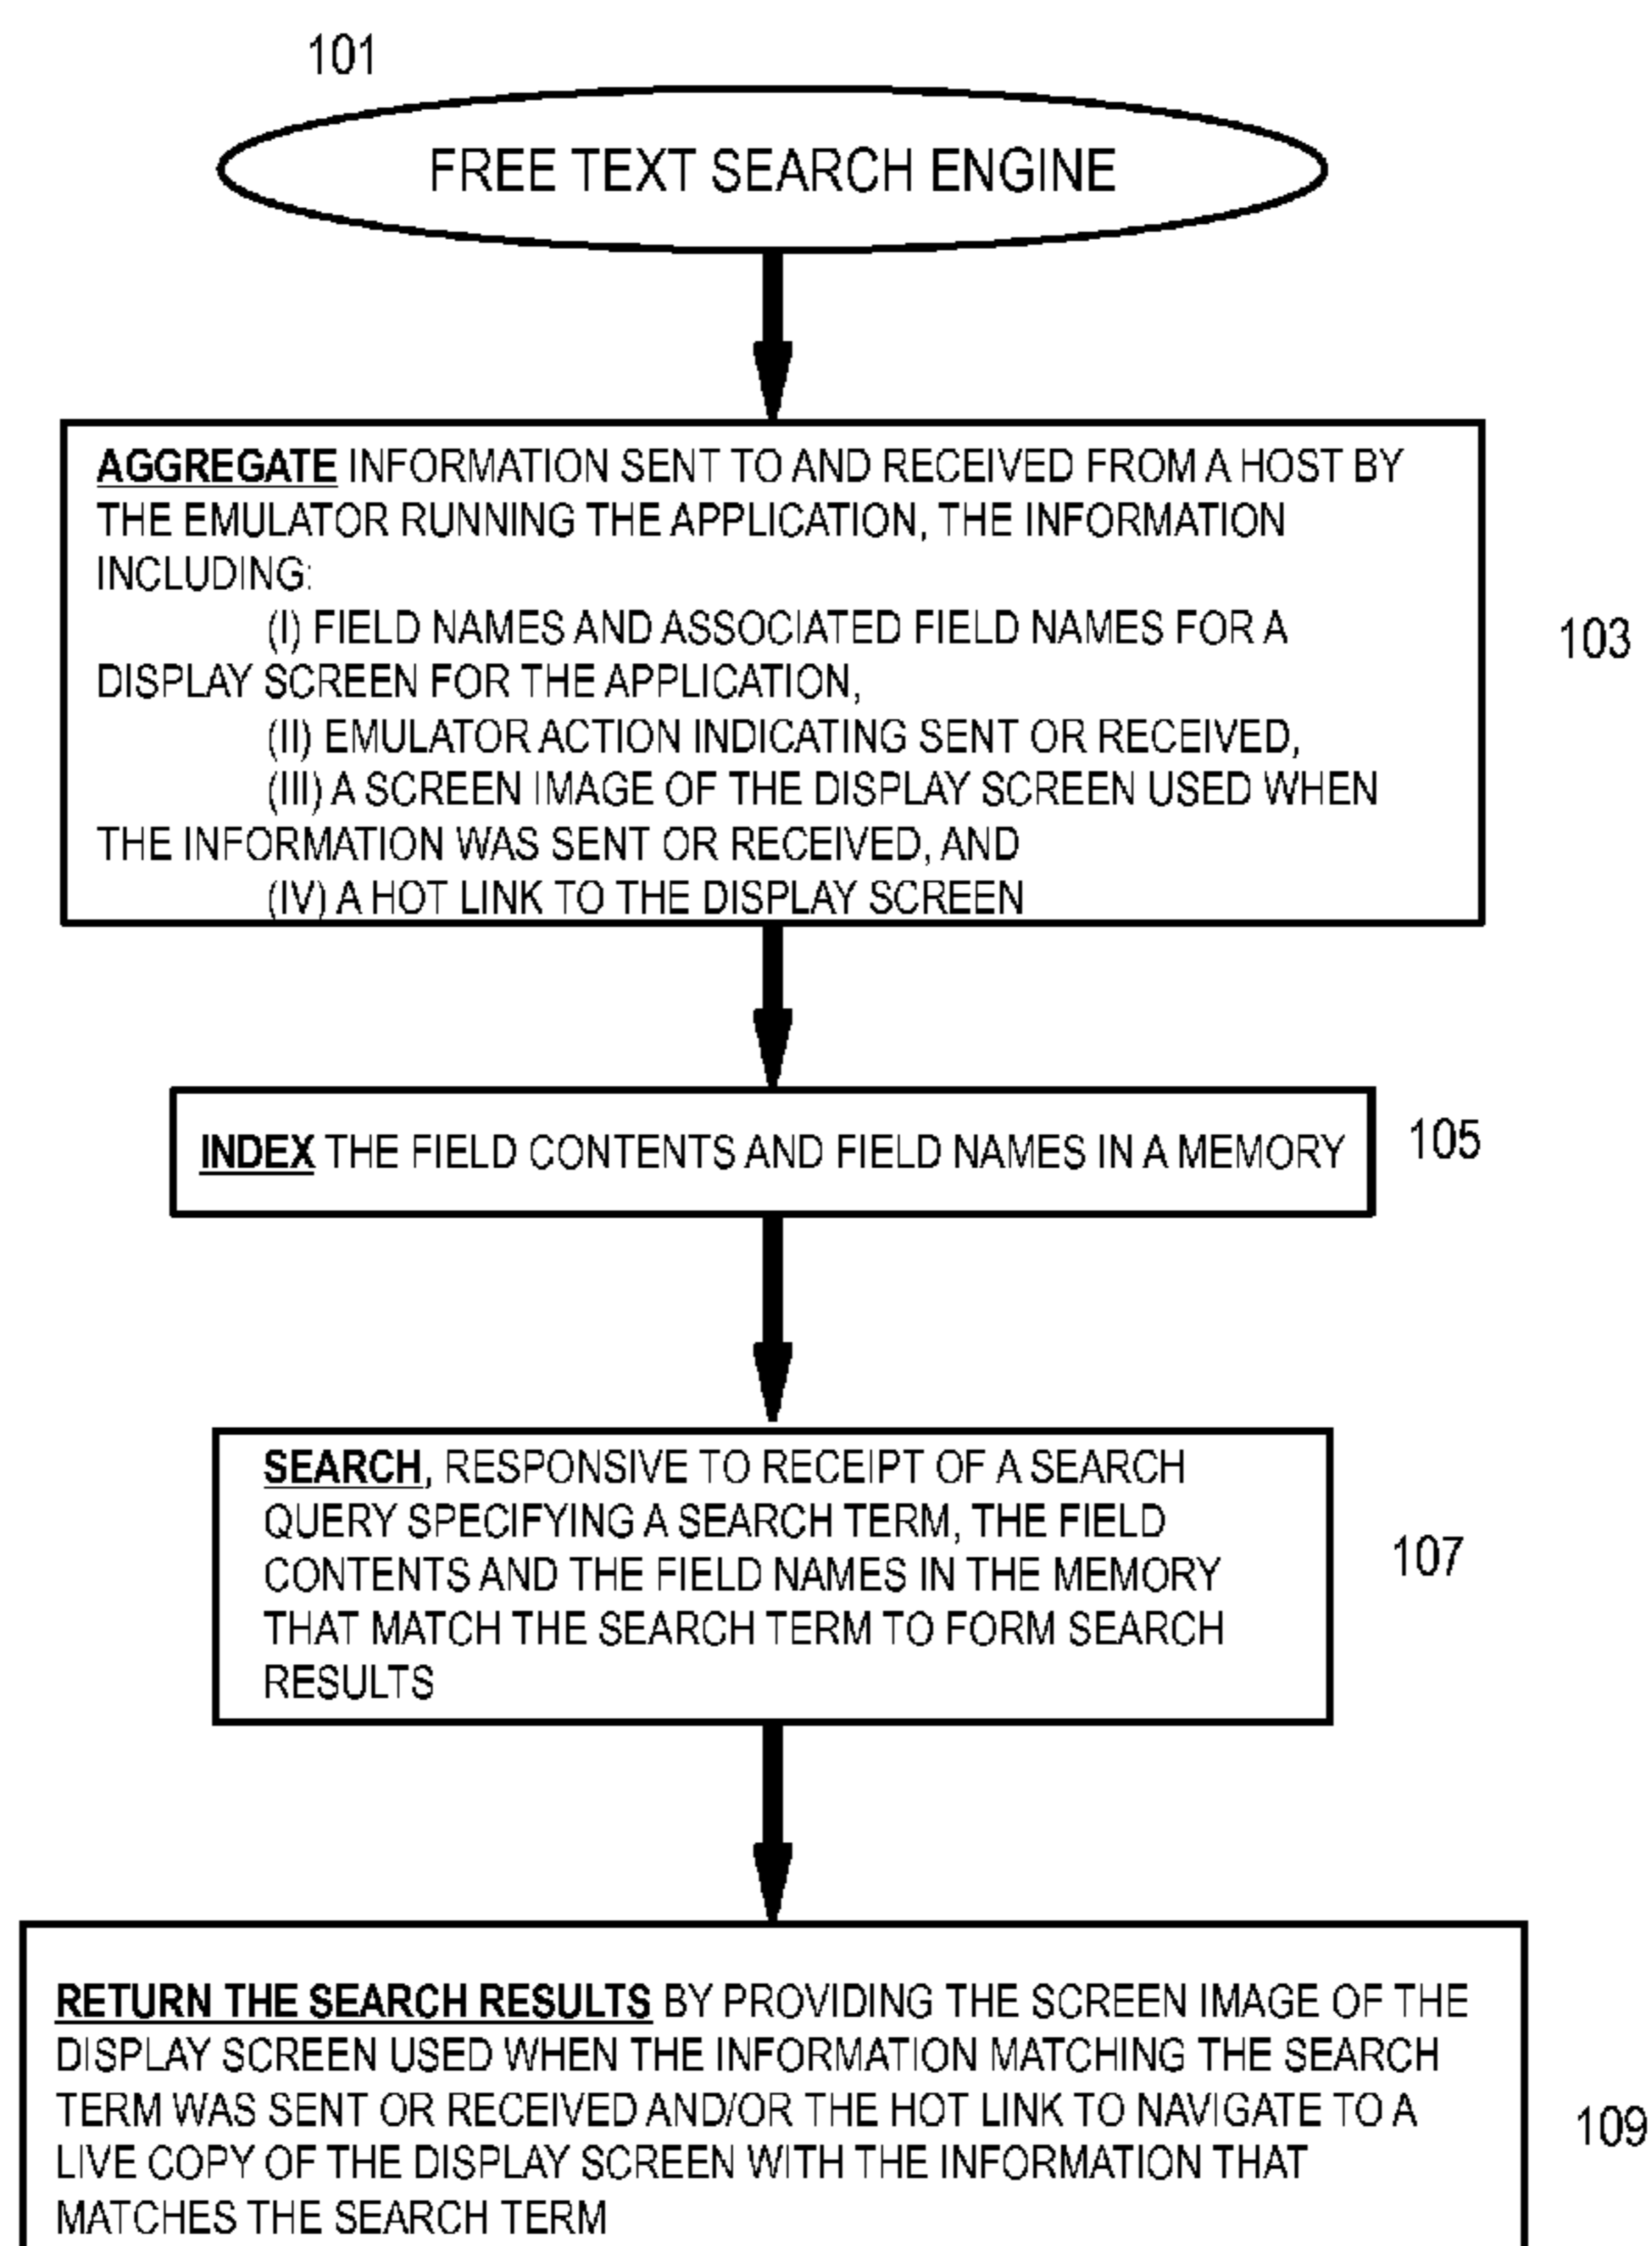 101
FREE TEXT SEARCH ENGINE
AGGREGATE INFORMATION SENT TO AND RECEIVED FROM A HOST BY
THE EMULATOR RUNNING THE APPLICATION, THE INFORMATION
INCLUDING:
(I) FIELD NAMES AND ASSOCIATED FIELD NAMES FOR A
DISPLAY SCREEN FOR THE APPLICATION,
(II) EMULATOR ACTION INDICATING SENT OR RECEIVED,
(III) A SCREEN IMAGE OF THE DISPLAY SCREEN USED WHEN
THE INFORMATION WAS SENT OR RECEIVED, AND
(IV) A HOT LINK TO THE DISPLAY SCREEN
103
INDEX THE FIELD CONTENTS AND FIELD NAMES IN A MEMORY
105
SEARCH, RESPONSIVE TO RECEIPT OF A SEARCH
QUERY SPECIFYING A SEARCH TERM, THE FIELD
CONTENTS AND THE FIELD NAMES IN THE MEMORY
THAT MATCH THE SEARCH TERM TO FORM SEARCH
RESULTS
107
RETURN THE SEARCH RESULTS BY PROVIDING THE SCREEN IMAGE OF THE
DISPLAY SCREEN USED WHEN THE INFORMATION MATCHING THE SEARCH
TERM WAS SENT OR RECEIVED AND/OR THE HOT LINK TO NAVIGATE TO A
LIVE COPY OF THE DISPLAY SCREEN WITH THE INFORMATION THAT
MATCHES THE SEARCH TERM
109